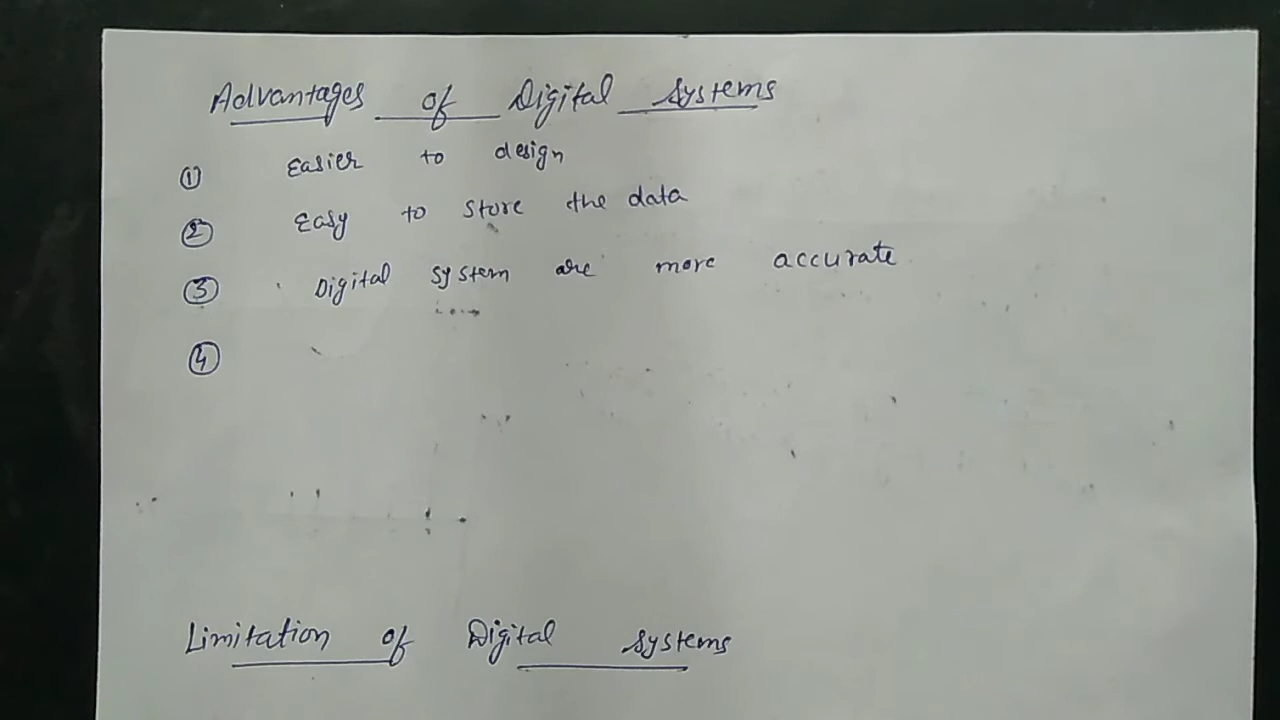 Advantages of Digital Systems
① Easier to design
② Easy to store the data
③ Digital system are more accurate
④
Limitation of Digital Systems